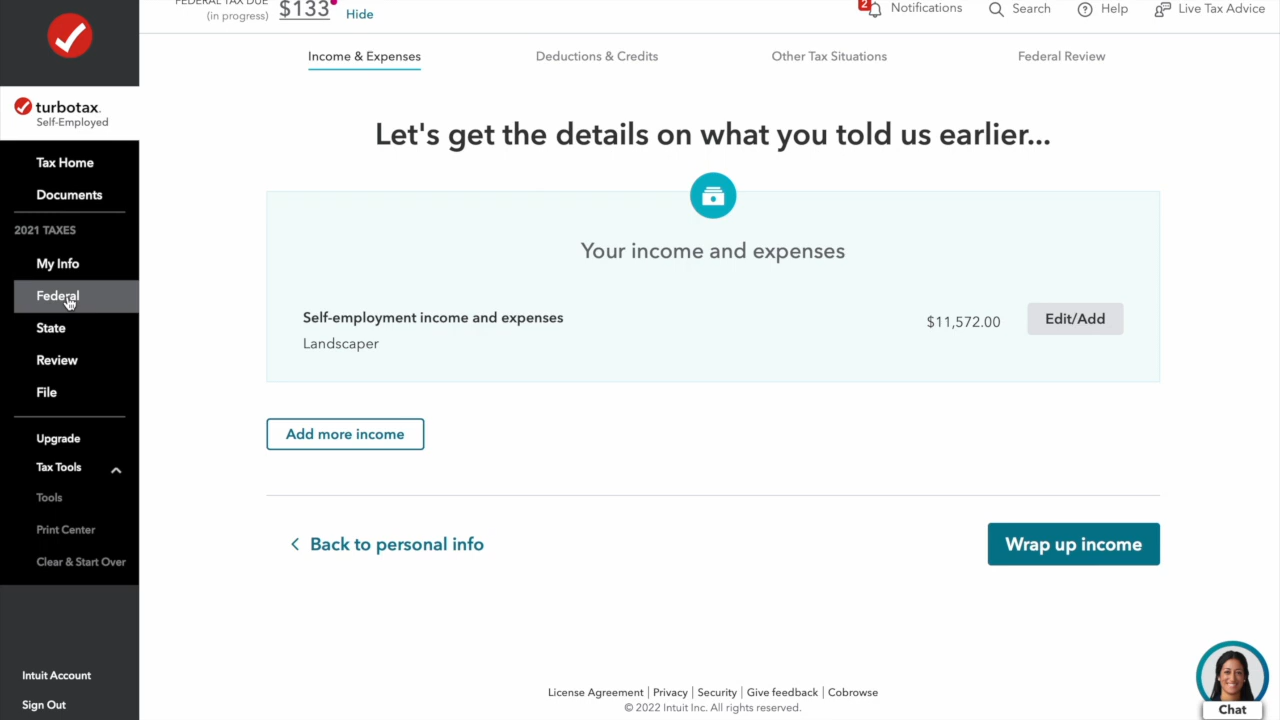 FEDERAL TAX DUE
(in progress)
$133
Hide
2
Notifications
Search
Help
Live Tax Advice
turbotax.
Self-Employed
Tax Home
Documents
2021 TAXES
My Info
Federal
State
Review
File
Upgrade
Tax Tools
Tools
Print Center
Clear & Start Over
Intuit Account
Sign Out
Income & Expenses
Deductions & Credits
Other Tax Situations
Federal Review
Let's get the details on what you told us earlier...
Your income and expenses
Self-employment income and expenses
Landscaper
$11,572.00
Edit/Add
Add more income
Back to personal info
Wrap up income
License Agreement | Privacy | Security | Give feedback | Cobrowse
© 2022 Intuit Inc. All rights reserved.
Chat